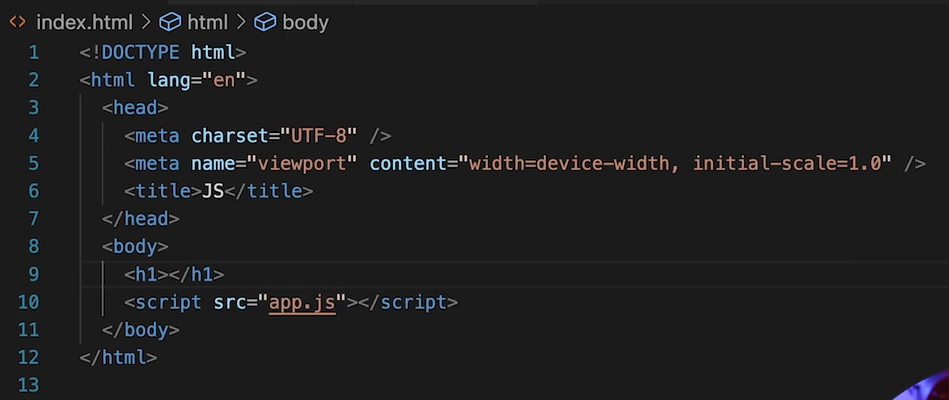 index.html > html > body
1 <!DOCTYPE html>
2 <html lang="en">
3   <head>
4     <meta charset="UTF-8" />
5     <meta name="viewport" content="width=device-width, initial-scale=1.0" />
6     <title>JS</title>
7   </head>
8   <body>
9     <h1></h1>
10     <script src="app.js"></script>
11   </body>
12 </html>
13